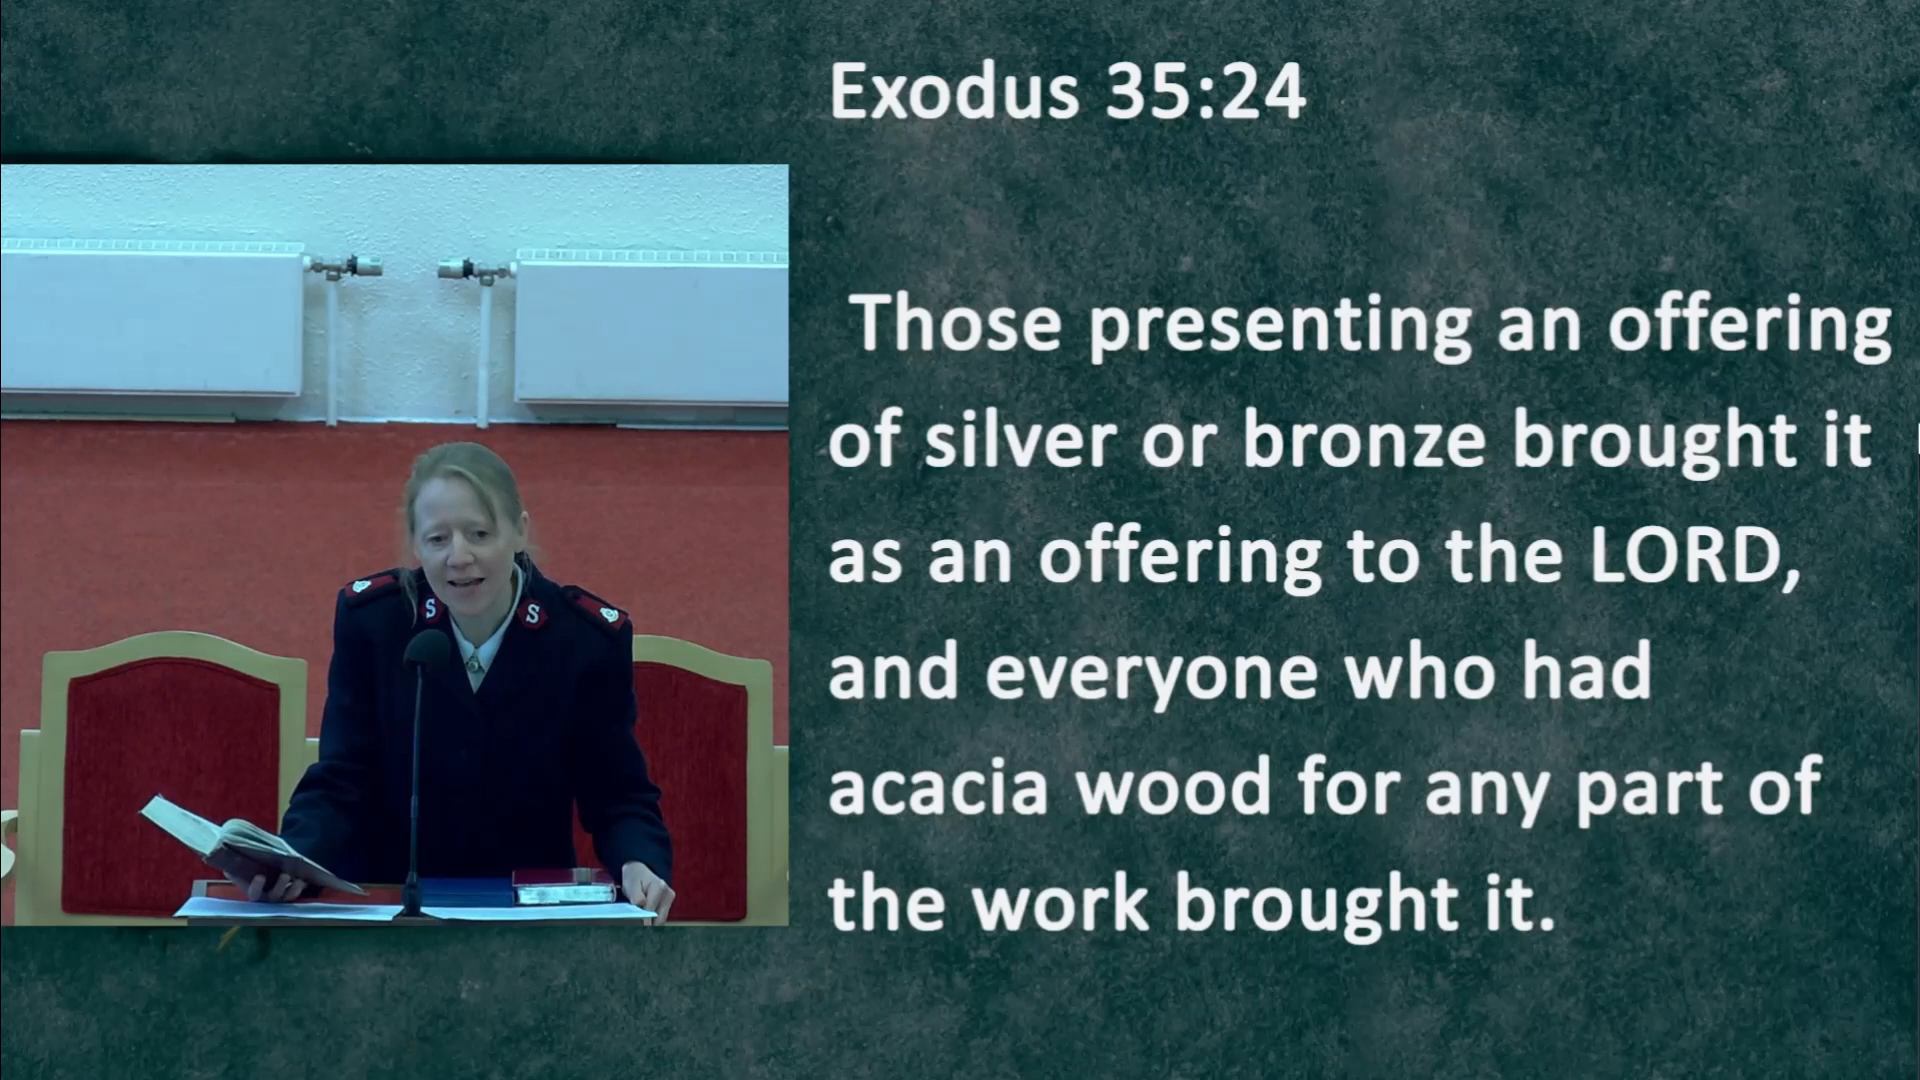 Exodus 35:24
Those presenting an offering
of silver or bronze brought it
as an offering to the LORD,
and everyone who had
acacia wood for any part of
the work brought it.
S S